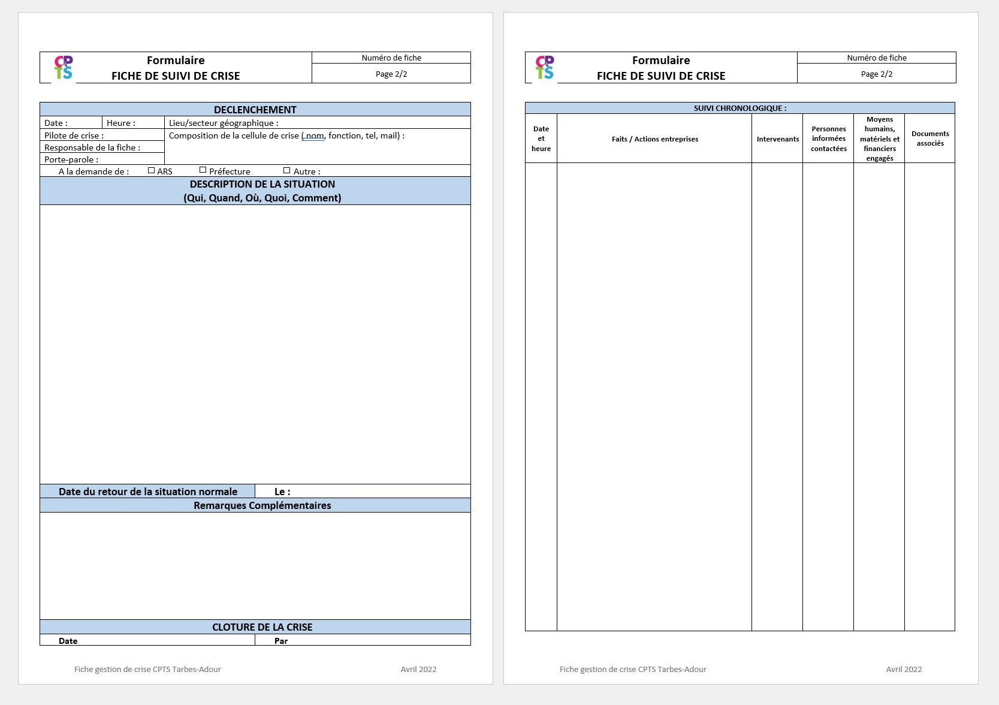 CP
TS
Formulaire
FICHE DE SUIVI DE CRISE
Numéro de fiche
Page 2/2
DECLENCHEMENT
Date :
Heure :
Lieu/secteur géographique :
Pilote de crise :
Responsable de la fiche :
Porte-parole :
Composition de la cellule de crise ( nom, fonction, tel, mail) :
A la demande de : ☐ ARS ☐ Préfecture ☐ Autre :
DESCRIPTION DE LA SITUATION
(Qui, Quand, Où, Quoi, Comment)
Date du retour de la situation normale
Le :
Remarques Complémentaires
CLOTURE DE LA CRISE
Date
Par
Fiche gestion de crise CPTS Tarbes-Adour
Avril 2022
CP
TS
Formulaire
FICHE DE SUIVI DE CRISE
Numéro de fiche
Page 2/2
SUIVI CHRONOLOGIQUE :
Date
et
heure
Faits / Actions entreprises
Intervenants
Personnes
informées
contactées
Moyens
humains,
matériels et
financiers
engagés
Documents
associés
Fiche gestion de crise CPTS Tarbes-Adour
Avril 2022